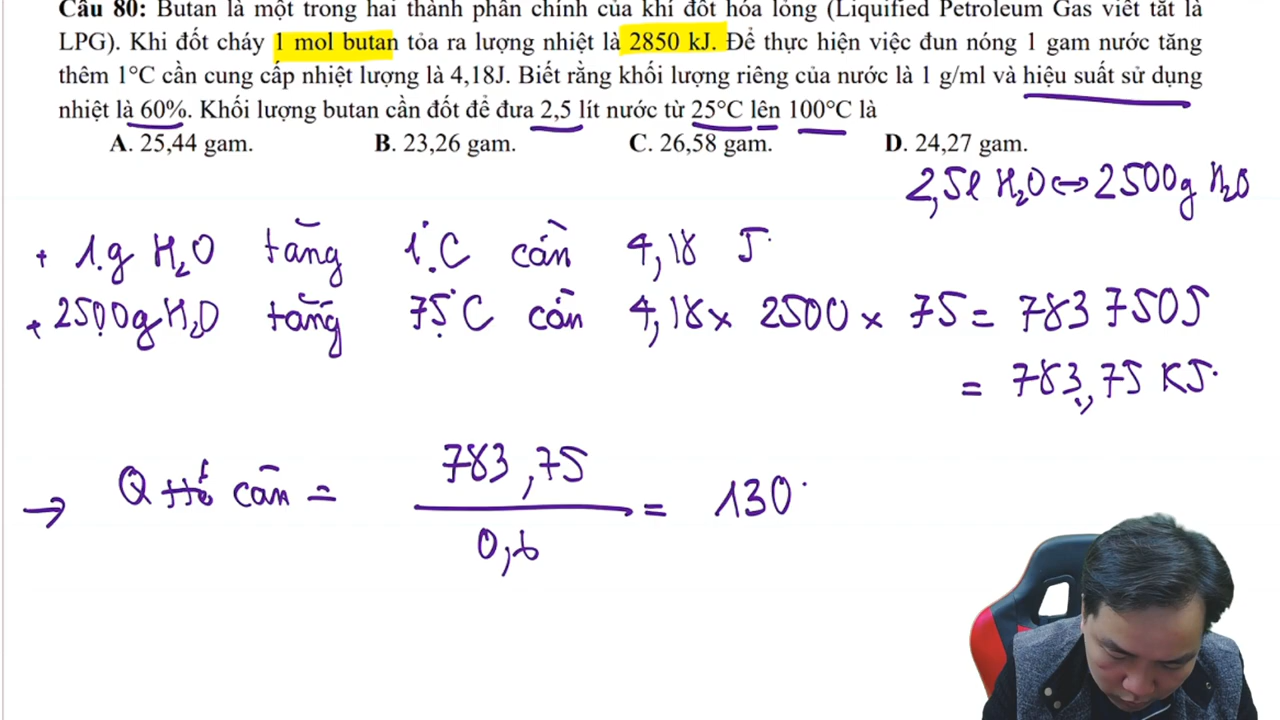 Câu 80: Butan là một trong hai thành phần chính của khí đốt hóa lỏng (Liquified Petroleum Gas viết tắt là
LPG). Khi đốt cháy 1 mol butan tỏa ra lượng nhiệt là 2850 kJ. Để thực hiện việc đun nóng 1 gam nước tăng
thêm 1°C cần cung cấp nhiệt lượng là 4,18J. Biết rằng khối lượng riêng của nước là 1 g/ml và hiệu suất sử dụng
nhiệt là 60%. Khối lượng butan cần đốt để đưa 2,5 lít nước từ 25°C lên 100°C là
A. 25,44 gam. B. 23,26 gam. C. 26,58 gam. D. 24,27 gam.
2,5l H₂O ↔ 2500g H₂O
+ 1.g H₂O tăng 1°C cần 4,18 J
+ 2500g H₂O tăng 75°C cần 4,18 × 2500 × 75 = 783 750J
= 783,75 KJ.
→ Q ttế cần = 783,75 / 0,6 = 130